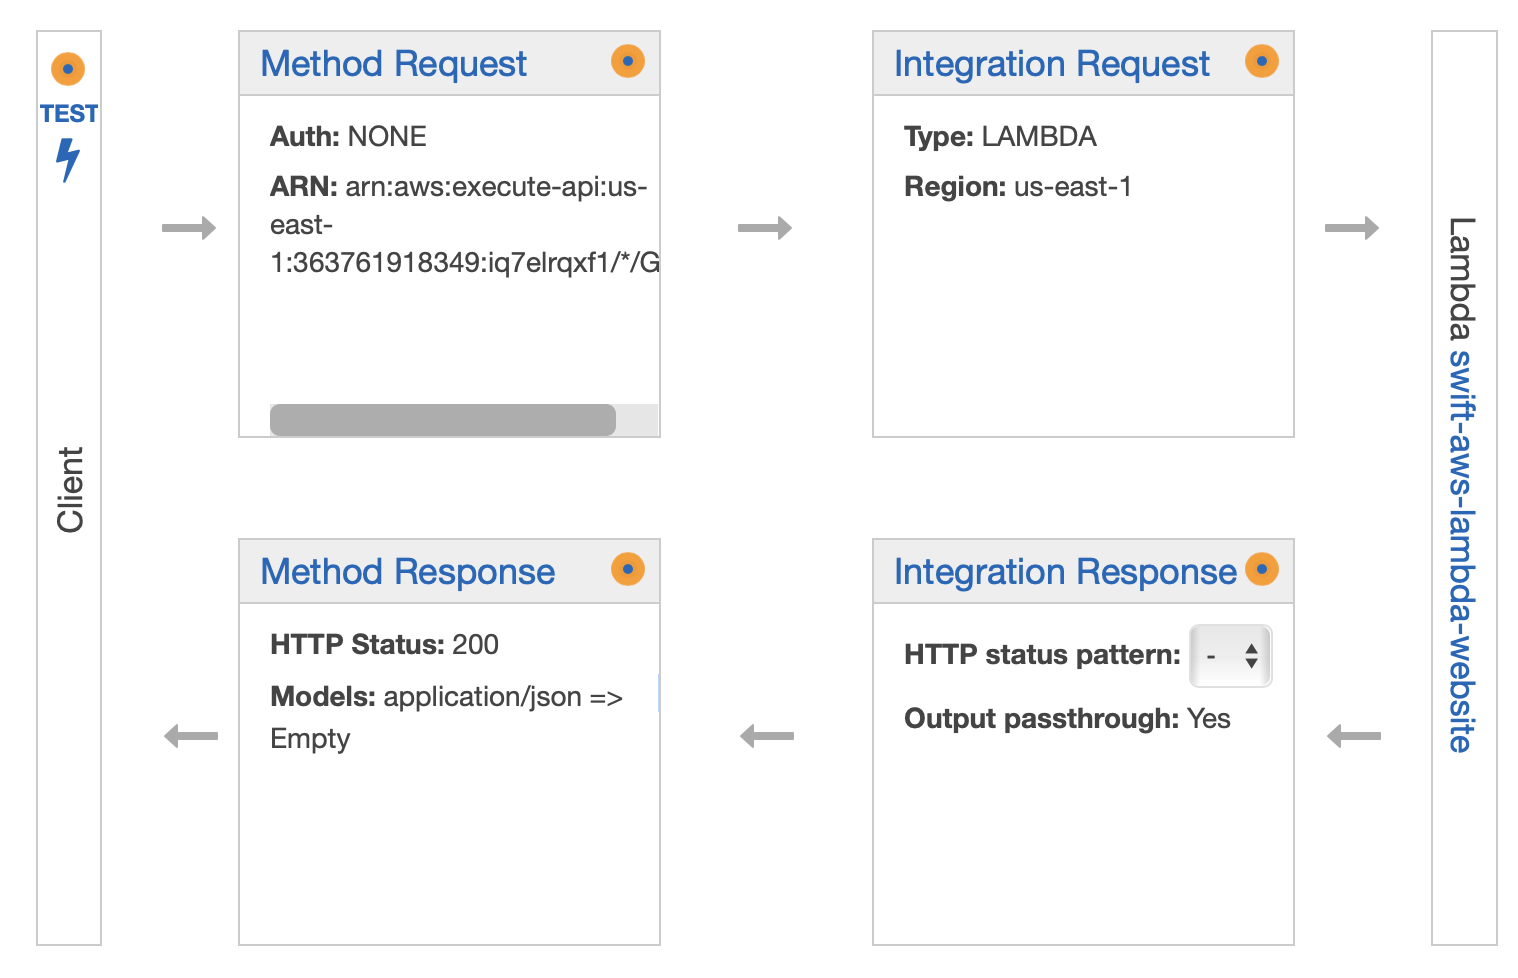 TEST
Client
Method Request
Auth: NONE
ARN: arn:aws:execute-api:us-
east-
1:363761918349:iq7elrqxf1/*/G
Integration Request
Type: LAMBDA
Region: us-east-1
Lambda swift-aws-lambda-website
Method Response
HTTP Status: 200
Models: application/json =>
Empty
Integration Response
HTTP status pattern: -
Output passthrough: Yes